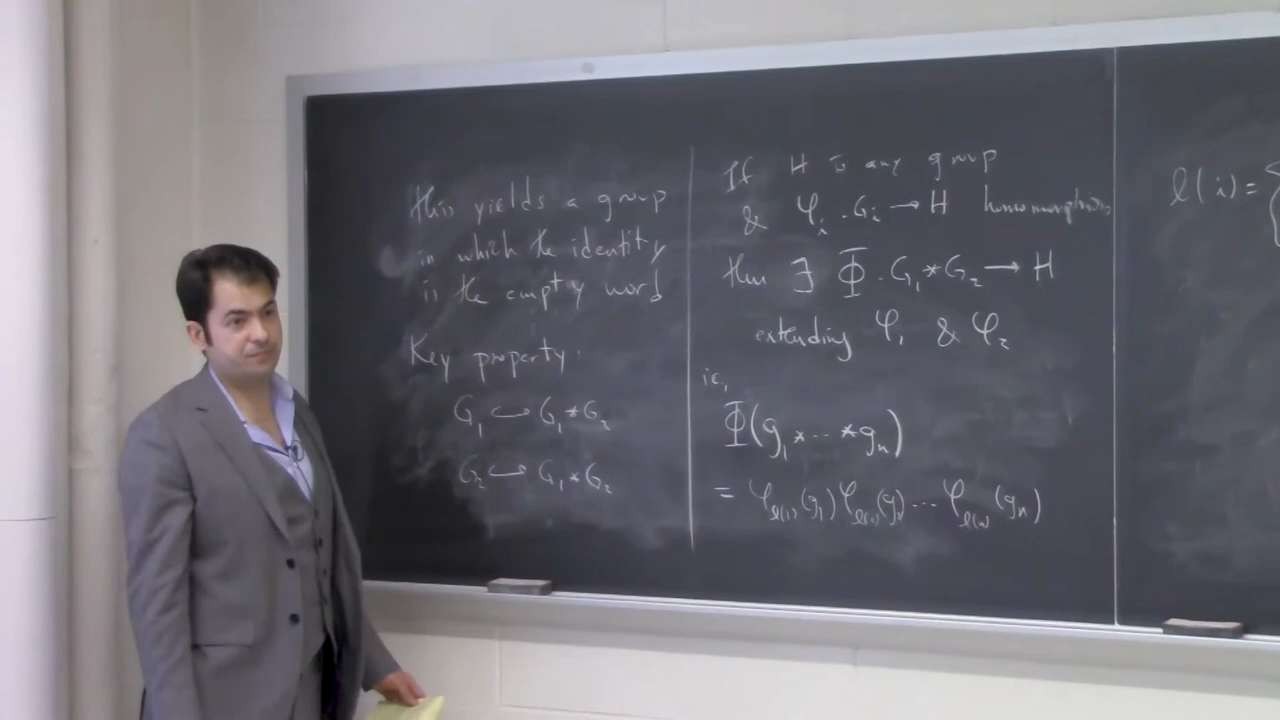 this yields a group
in which the identity
is the empty word
Key property:
G₁ ↪ G₁ * G₂
G₂ ↪ G₁ * G₂
If H is any group
& φᵢ : Gᵢ → H homomorphisms
then ∃ Φ : G₁ * G₂ → H
extending φ₁ & φ₂
ie,
Φ(g₁ * ⋯ * gₙ)
= φ_{ℓ(1)}(g₁) φ_{ℓ(2)}(g₂) ⋯ φ_{ℓ(n)}(gₙ)
ℓ(i) = {